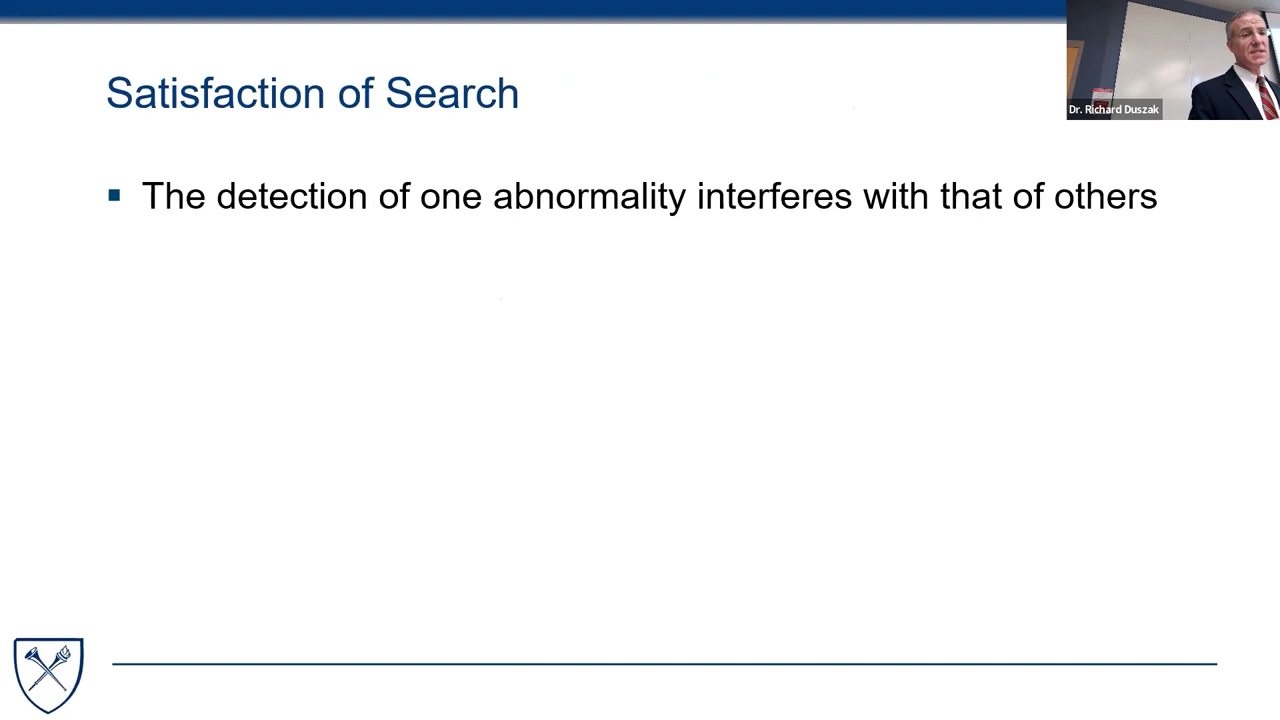 Satisfaction of Search
Dr. Richard Duszak
▪ The detection of one abnormality interferes with that of others